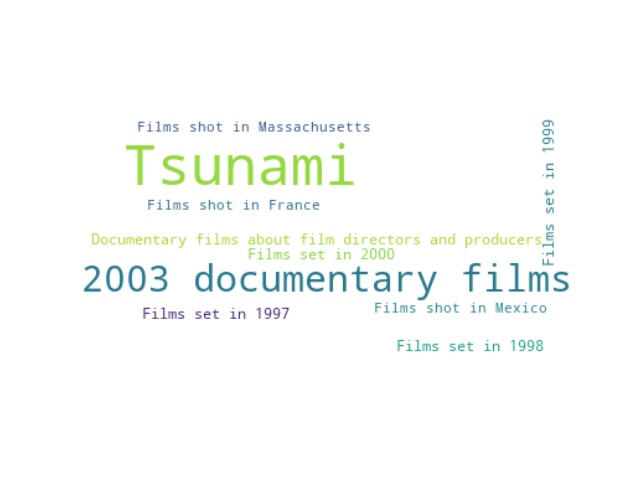 Films shot in Massachusetts
Tsunami
Films set in 1999
Films shot in France
Documentary films about film directors and producers
Films set in 2000
2003 documentary films
Films shot in Mexico
Films set in 1997
Films set in 1998